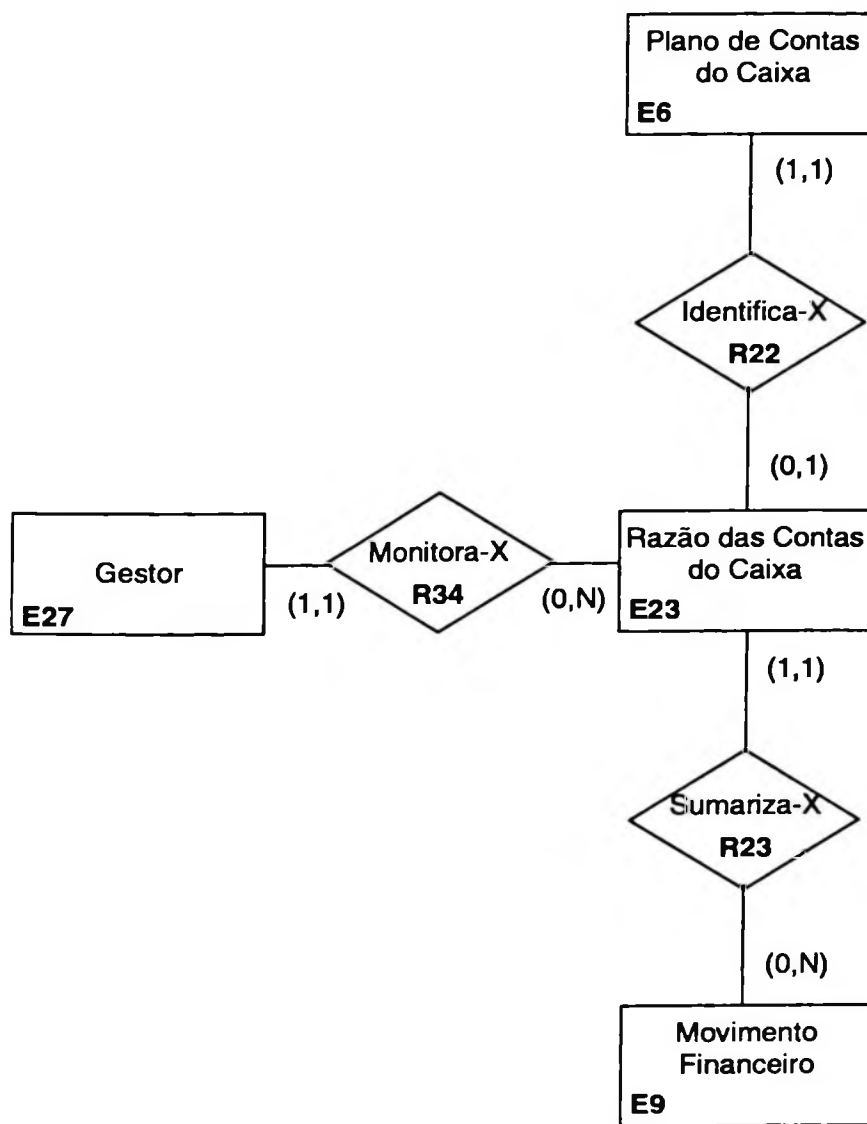 Plano de Contas
do Caixa
E6
(1,1)
Identifica-X
R22
(0,1)
Gestor
E27
(1,1)
Monitora-X
R34
(0,N)
Razão das Contas
do Caixa
E23
(1,1)
Sumariza-X
R23
(0,N)
Movimento
Financeiro
E9